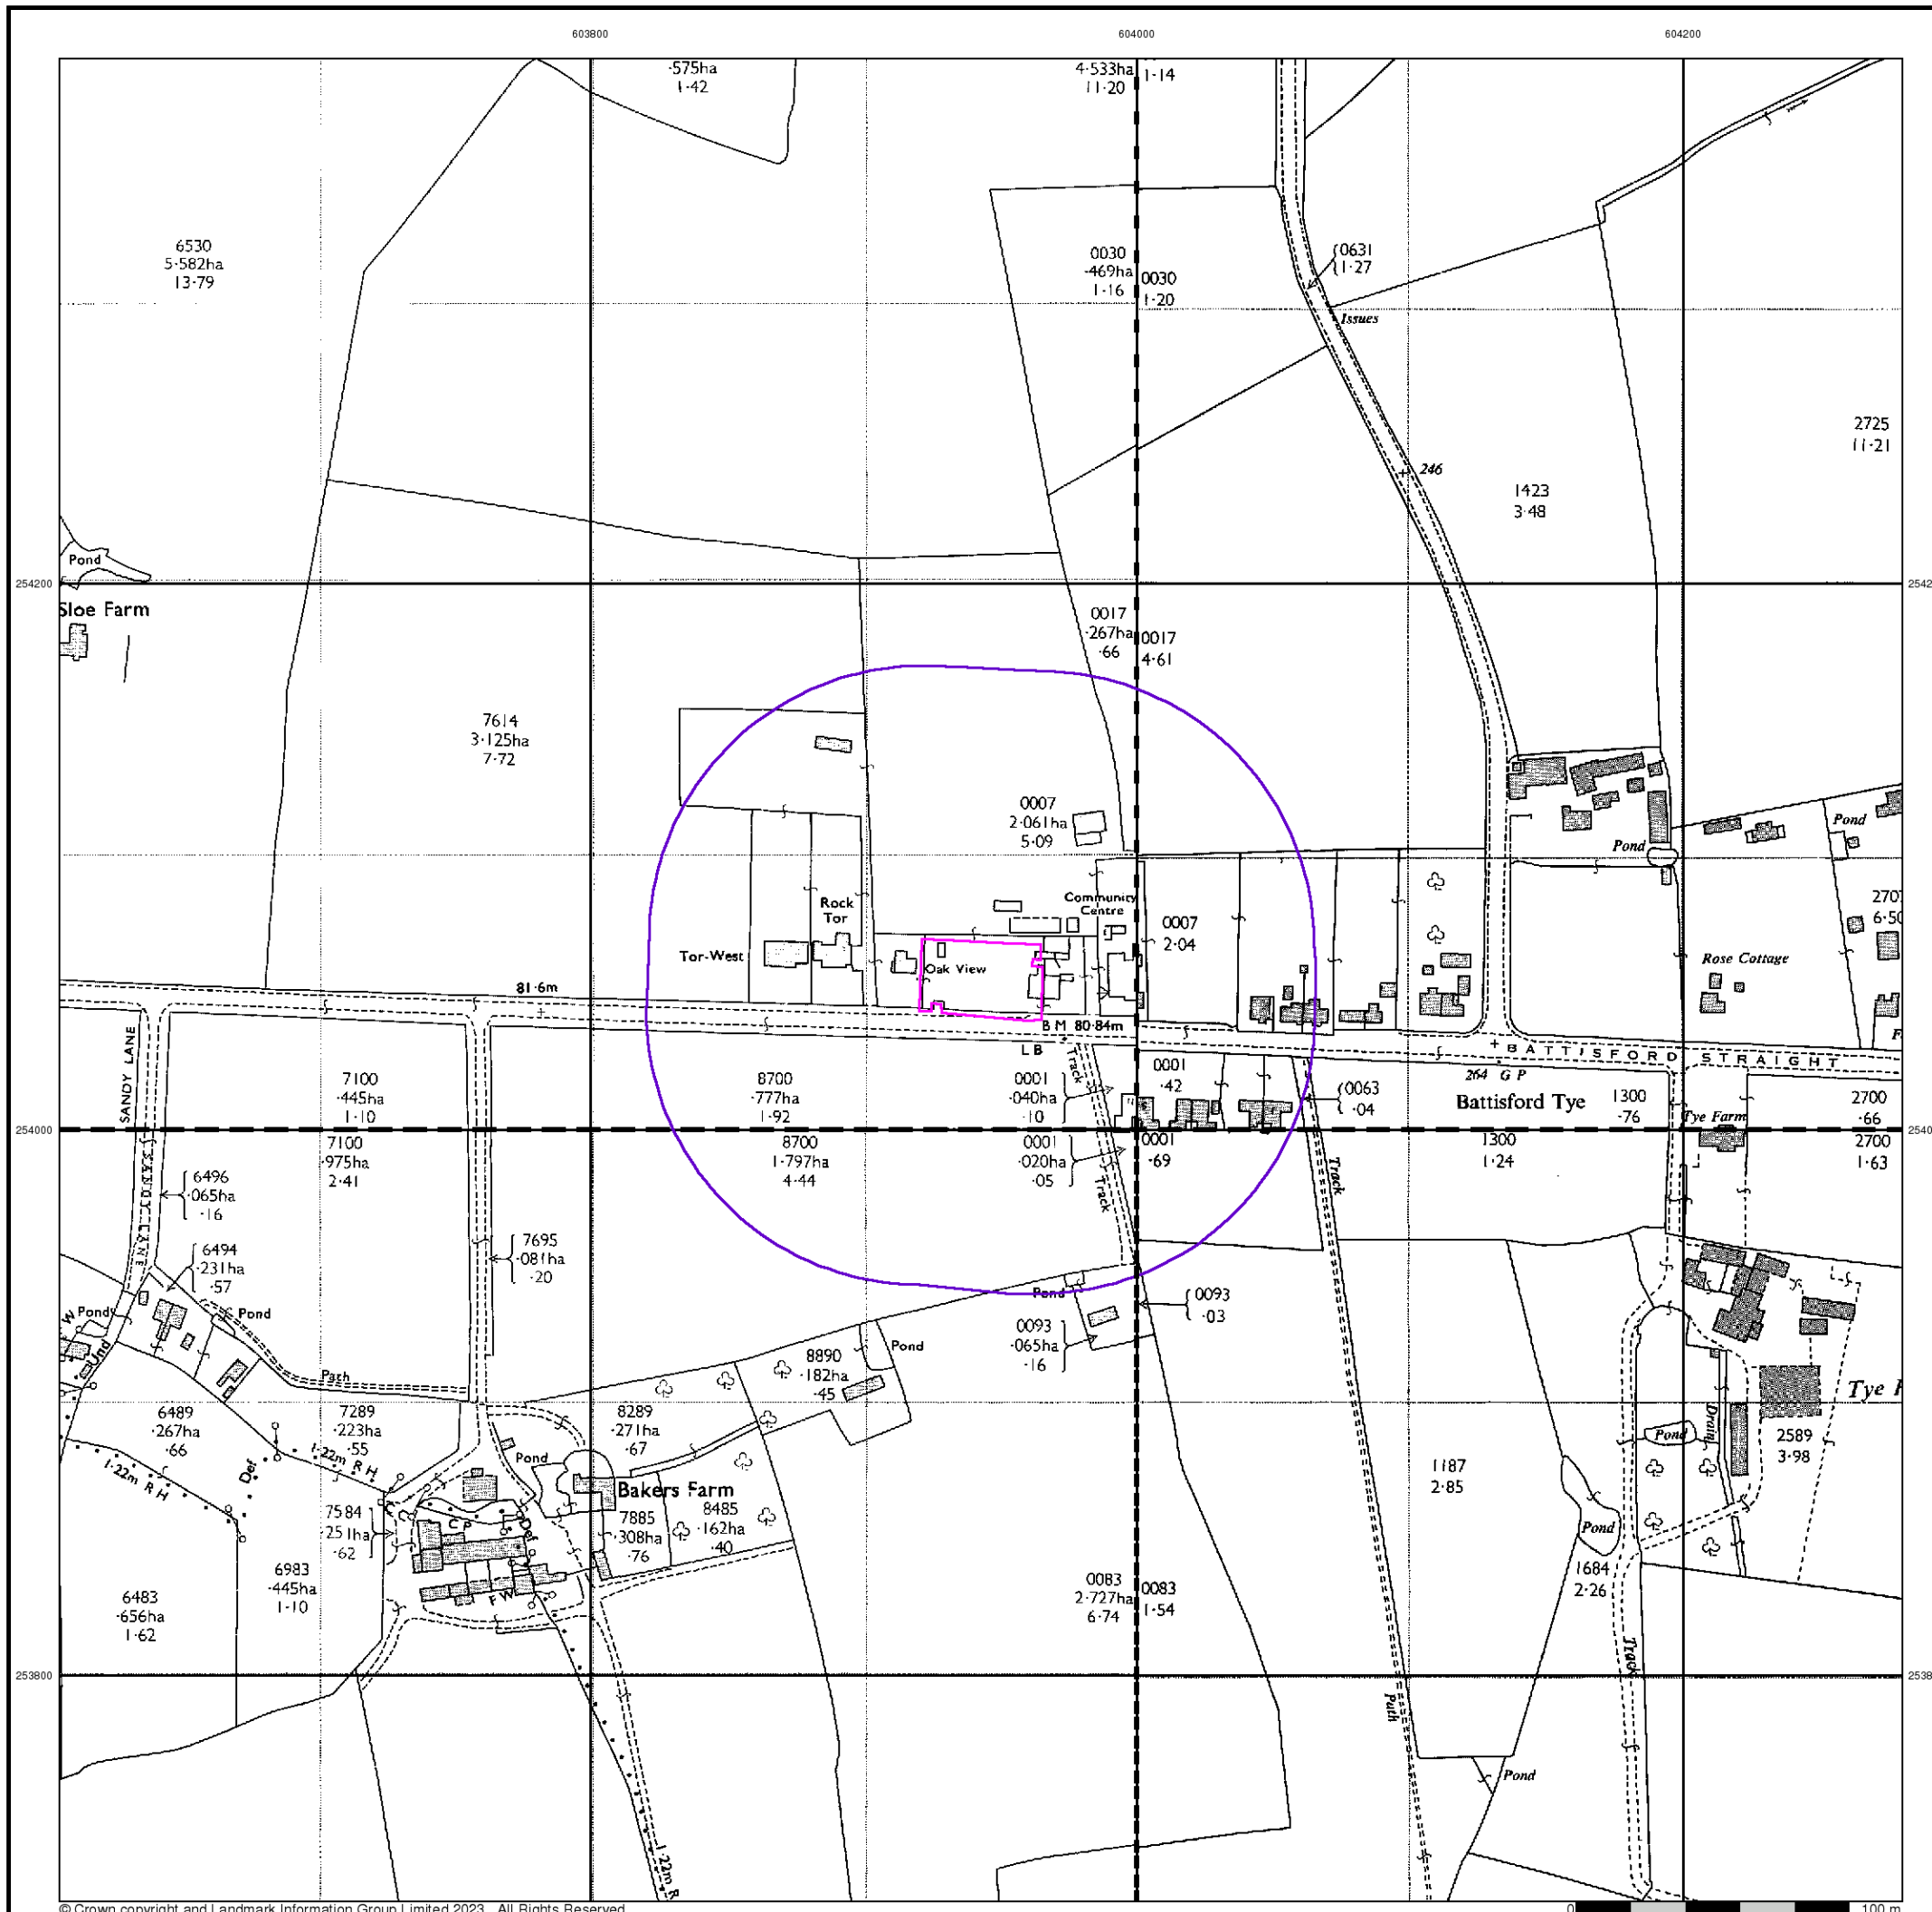 603800
604000
604200
·575ha
1·42
4·533ha
11·20
1·14
6530
5·582ha
13·79
0030
·469ha
1·16
0030
1·20
0631
1·27
Issues
246
2725
11·21
1423
3·48
Pond
254200
Sloe Farm
0017
·267ha
·66
0017
4·61
7614
3·125ha
7·72
0007
2·061ha
5·09
Pond
Pond
Community
Centre
Rock
Tor
0007
2·04
Tor-West
Oak View
Rose Cottage
81·6m
B M 80·84m
L B
Track
BATTISFORD STRAIGHT
264 G P
SANDY LANE
7100
·445ha
1·10
8700
·777ha
1·92
0001
·040ha
·10
0001
·42
0063
·04
Battisford Tye
1300
·76
Tye Farm
2700
·66
254000
7100
·975ha
2·41
8700
1·797ha
4·44
0001
·020ha
·05
0001
·69
1300
1·24
2700
1·63
SANDY LANE
Track
Track
6496
·065ha
·16
6494
·231ha
·57
7695
·081ha
·20
Pond
Pond
W
Und
Pond
0093
·03
0093
·065ha
·16
Pond
8890
·182ha
·45
Path
6489
·267ha
·66
7289
·223ha
·55
8289
·271ha
·67
1·22m R H
1·22m R H
Def
Pond
Drain
Pond
2589
3·98
Bakers Farm
7584
·251ha
·62
C P
Def
7885
·308ha
·76
8485
·162ha
·40
1187
2·85
Pond
F W
6983
·445ha
1·10
6483
·656ha
1·62
0083
2·727ha
6·74
0083
1·54
1684
2·26
Track
253800
Path
Pond
1·22m R
© Crown copyright and Landmark Information Group Limited 2023. All Rights Reserved.
0
100 m